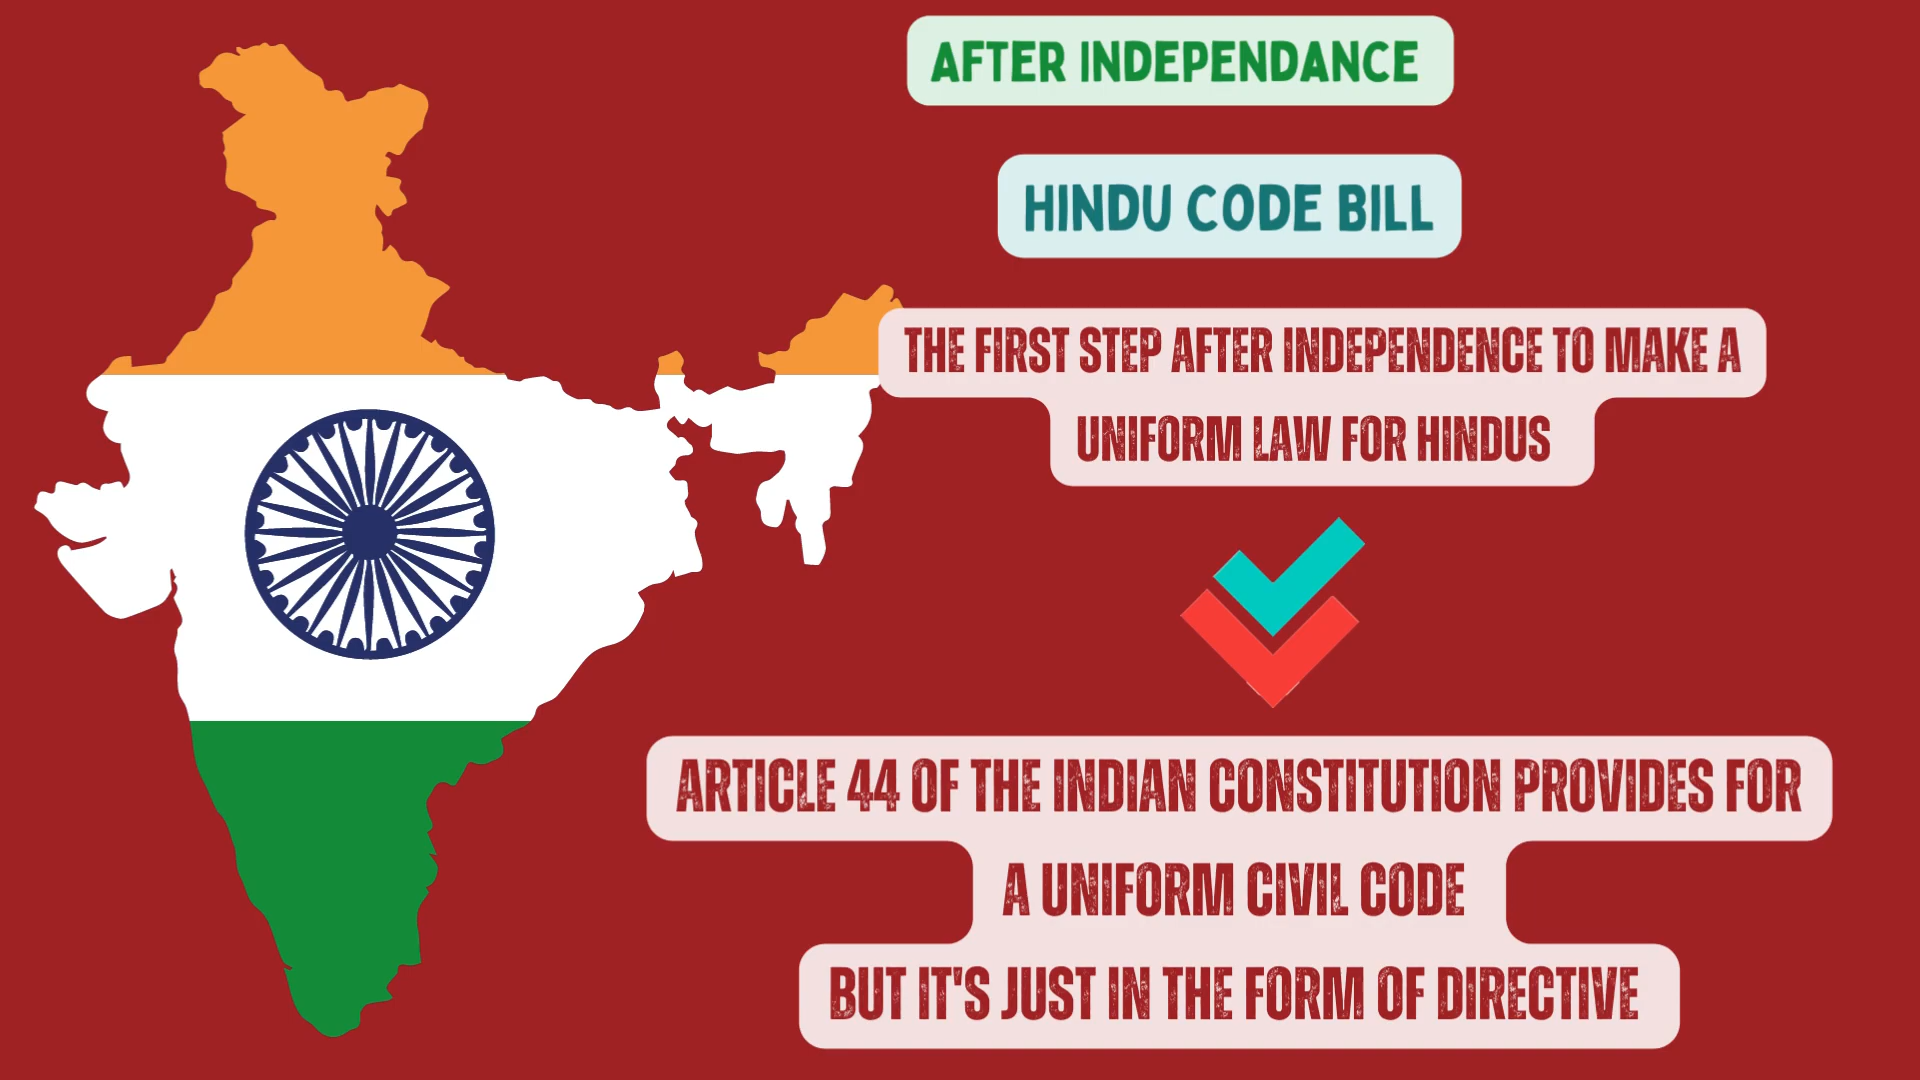 AFTER INDEPENDANCE
HINDU CODE BILL
THE FIRST STEP AFTER INDEPENDENCE TO MAKE A
UNIFORM LAW FOR HINDUS
ARTICLE 44 OF THE INDIAN CONSTITUTION PROVIDES FOR
A UNIFORM CIVIL CODE
BUT IT'S JUST IN THE FORM OF DIRECTIVE